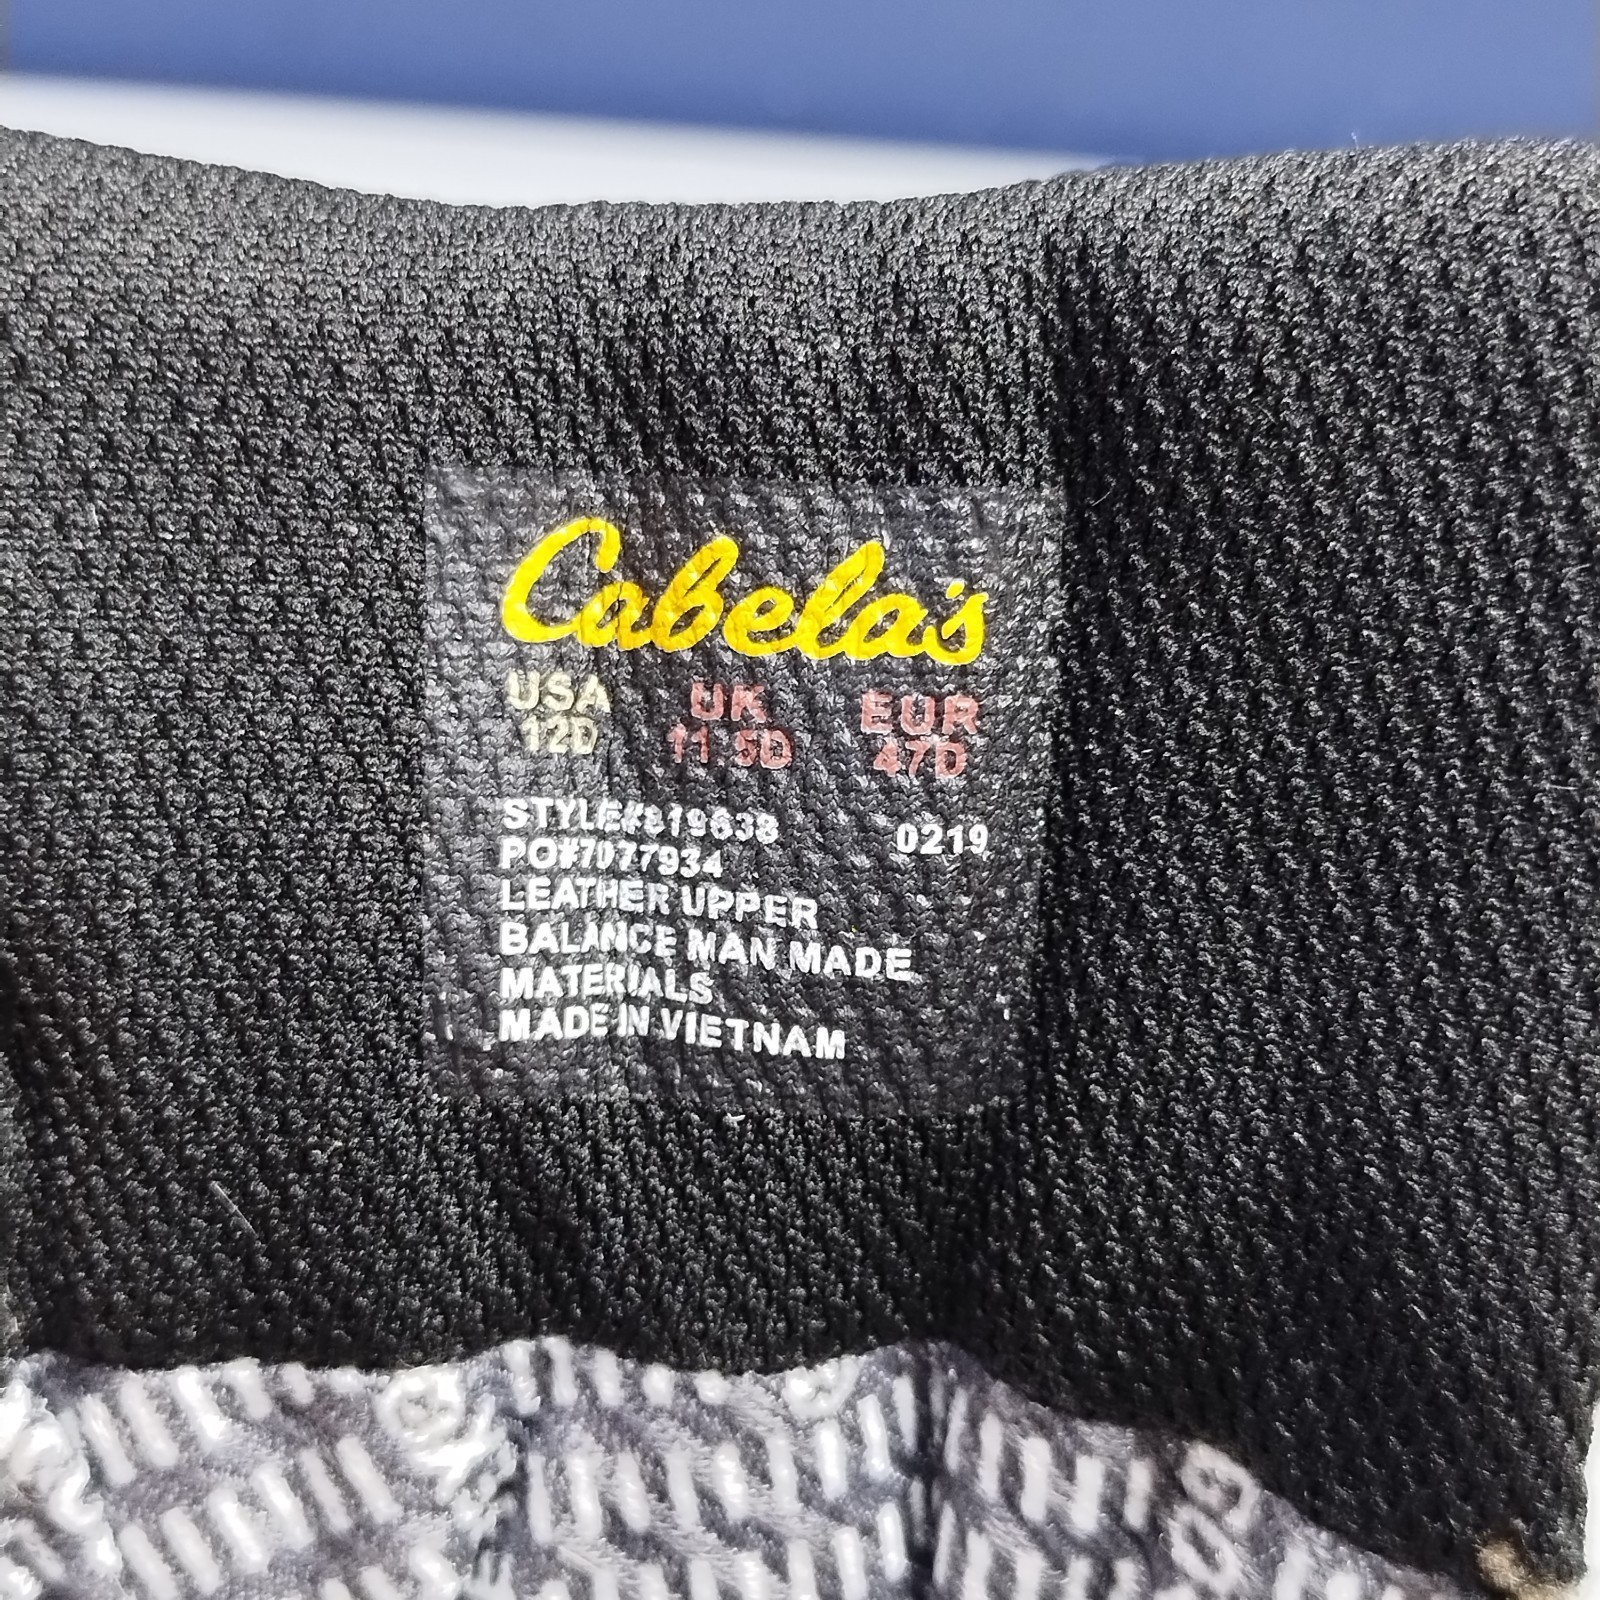 Cabela's
USA UK EUR
12D 11.5D 47D
STYLE#819638 0219
PO#7077934
LEATHER UPPER
BALANCE MAN MADE
MATERIALS
MADE IN VIETNAM